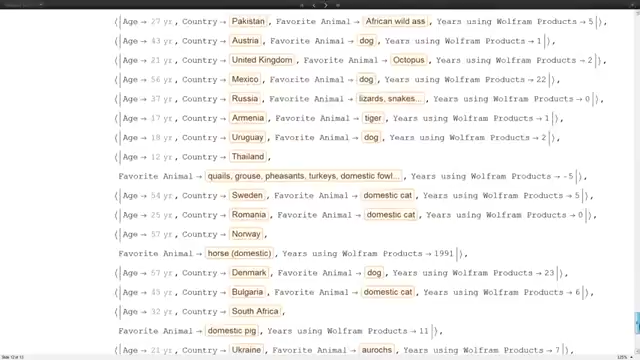 ⟨|Age → 27 yr, Country → Pakistan, Favorite Animal → African wild ass, Years using Wolfram Products → 5|⟩,
⟨|Age → 43 yr, Country → Austria, Favorite Animal → dog, Years using Wolfram Products → 1|⟩,
⟨|Age → 21 yr, Country → United Kingdom, Favorite Animal → Octopus, Years using Wolfram Products → 2|⟩,
⟨|Age → 56 yr, Country → Mexico, Favorite Animal → dog, Years using Wolfram Products → 22|⟩,
⟨|Age → 37 yr, Country → Russia, Favorite Animal → lizards, snakes..., Years using Wolfram Products → 0|⟩,
⟨|Age → 17 yr, Country → Armenia, Favorite Animal → tiger, Years using Wolfram Products → 1|⟩,
⟨|Age → 18 yr, Country → Uruguay, Favorite Animal → dog, Years using Wolfram Products → 2|⟩,
⟨|Age → 12 yr, Country → Thailand,
Favorite Animal → quails, grouse, pheasants, turkeys, domestic fowl..., Years using Wolfram Products → -5|⟩,
⟨|Age → 54 yr, Country → Sweden, Favorite Animal → domestic cat, Years using Wolfram Products → 5|⟩,
⟨|Age → 25 yr, Country → Romania, Favorite Animal → domestic cat, Years using Wolfram Products → 0|⟩,
⟨|Age → 57 yr, Country → Norway,
Favorite Animal → horse (domestic), Years using Wolfram Products → 1991|⟩,
⟨|Age → 57 yr, Country → Denmark, Favorite Animal → dog, Years using Wolfram Products → 23|⟩,
⟨|Age → 45 yr, Country → Bulgaria, Favorite Animal → domestic cat, Years using Wolfram Products → 6|⟩,
⟨|Age → 32 yr, Country → South Africa,
Favorite Animal → domestic pig, Years using Wolfram Products → 11|⟩,
⟨|Age → 21 yr, Country → Ukraine, Favorite Animal → aurochs, Years using Wolfram Products → 7|⟩,
Slide 12 of 12
125%